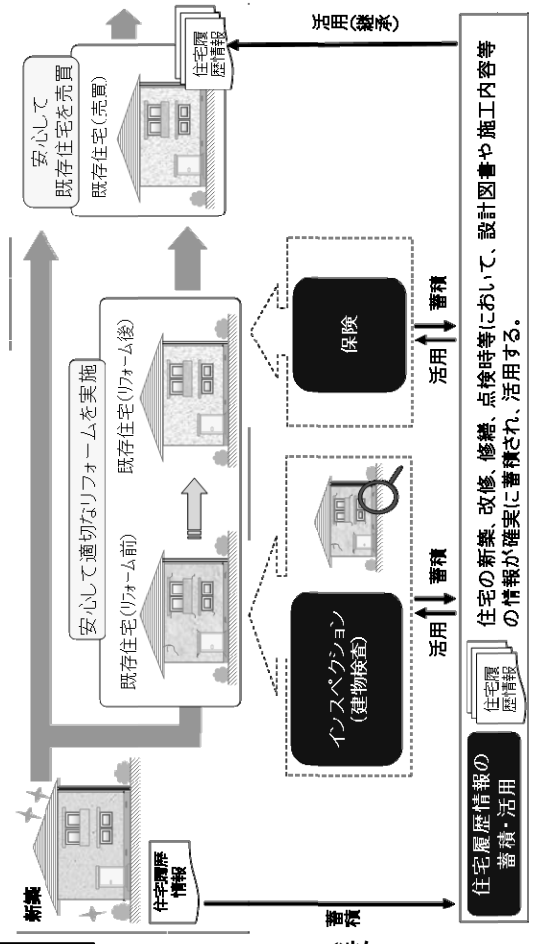 新築
住宅履歴
情報
蓄積
安心して適切なリフォームを実施
既存住宅(リフォーム前)
既存住宅(リフォーム後)
安心して
既存住宅を売買
既存住宅(売買)
住宅履
歴情報
インスペクション
(建物検査)
保険
活用
蓄積
活用
蓄積
活用(継承)
住宅履歴情報の
蓄積・活用
住宅履
歴情報
住宅の新築、改修、修繕、点検時等において、設計図書や施工内容等
の情報が確実に蓄積され、活用する。